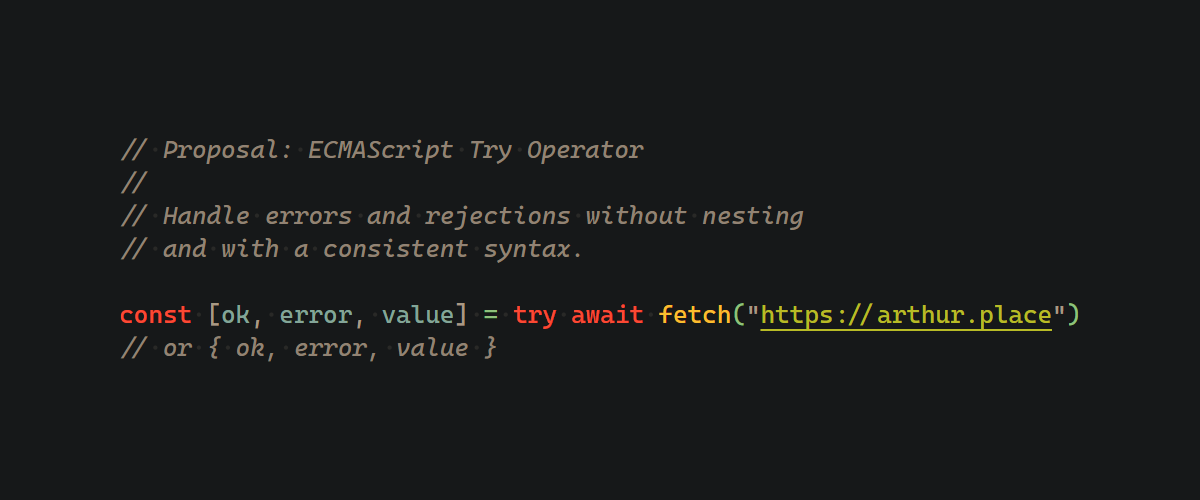 // Proposal: ECMAScript Try Operator
//
// Handle errors and rejections without nesting
// and with a consistent syntax.
const [ok, error, value] = try await fetch("https://arthur.place")
// or { ok, error, value }